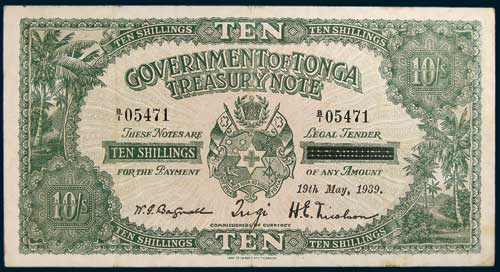 TEN
TEN SHILLINGS TEN SHILLINGS
GOVERNMENT OF TONGA
TREASURY NOTE
10/- 10/-
B/1 05471 B/1 05471
THESE NOTES ARE LEGAL TENDER
TEN SHILLINGS
FOR THE PAYMENT OF ANY AMOUNT
19th May, 1939.
COMMISSIONERS OF CURRENCY
10/- 10/-
TEN SHILLINGS TEN SHILLINGS
TEN